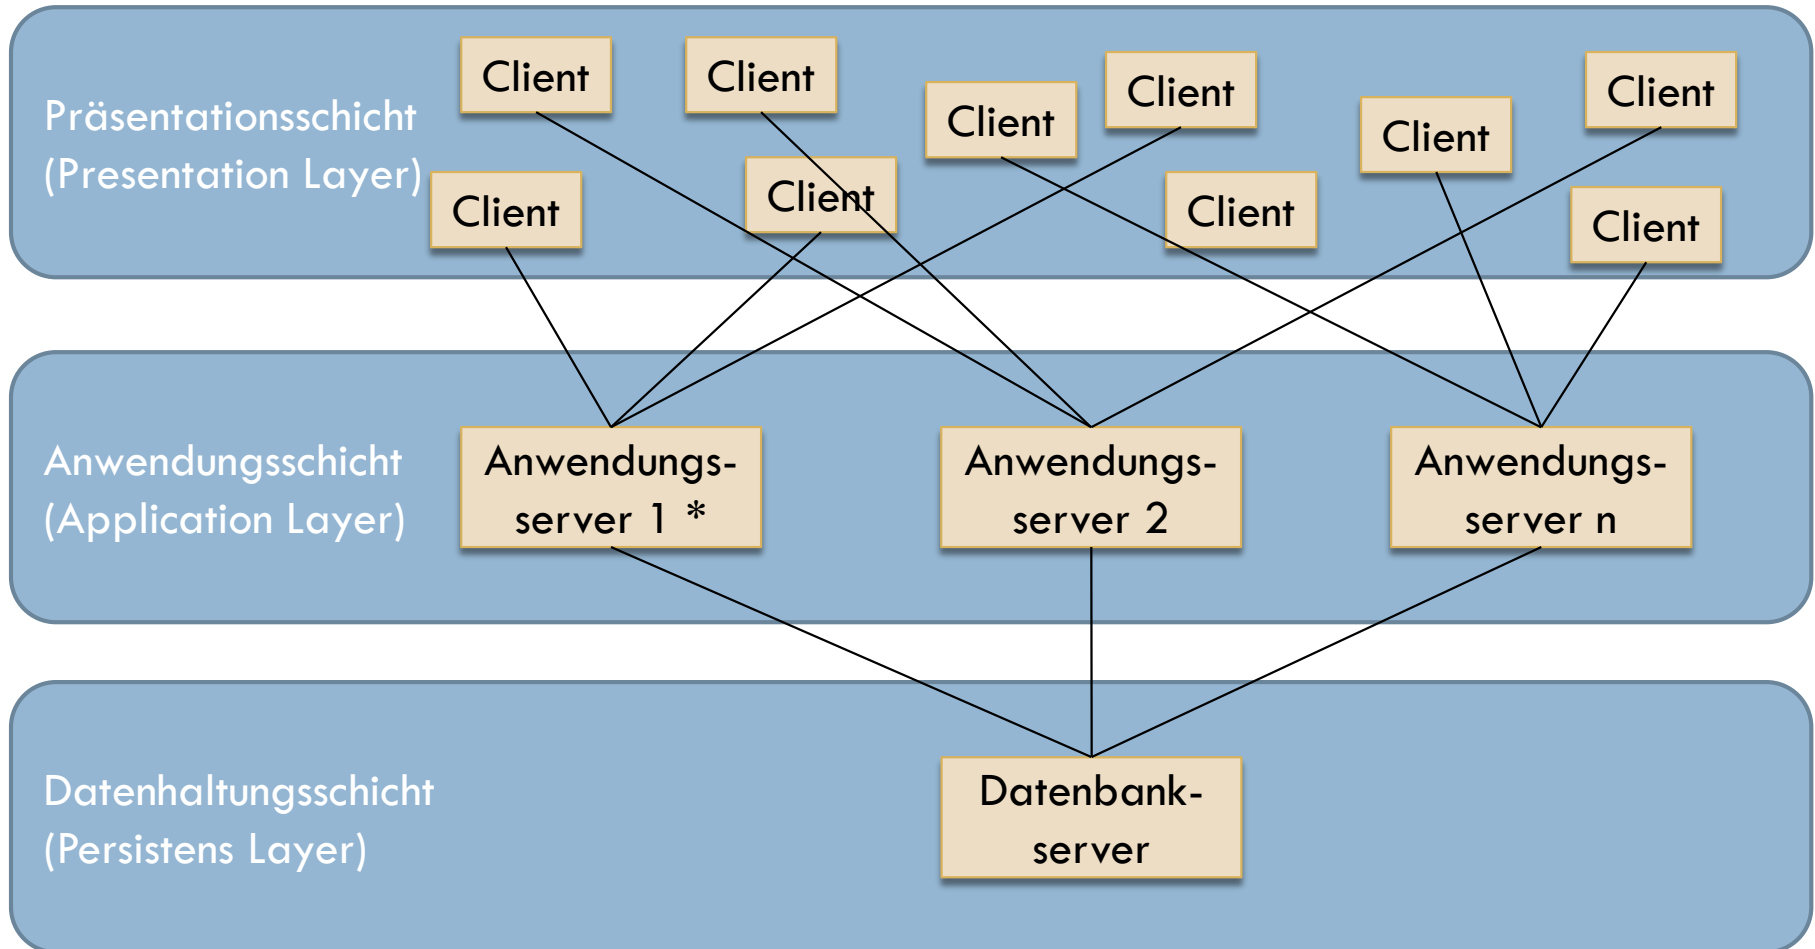 Präsentationsschicht
(Presentation Layer)
Client
Client
Client
Client
Client
Client
Client
Client
Client
Client
Anwendungsschicht
(Application Layer)
Anwendungs-
server 1 *
Anwendungs-
server 2
Anwendungs-
server n
Datenhaltungsschicht
(Persistens Layer)
Datenbank-
server